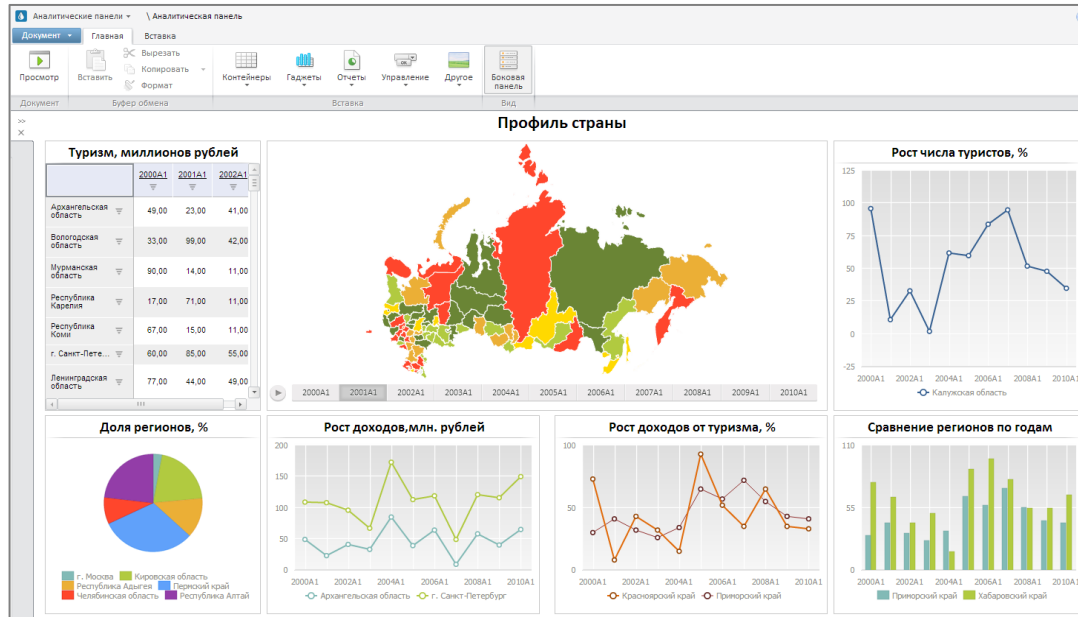 Аналитические панели \ Аналитическая панель
Документ Главная Вставка
Просмотр
Вставить
Вырезать
Копировать
Формат
Контейнеры
Гаджеты
Отчеты
OK
Управление
Другое
Боковая
панель
Документ Буфер обмена Вставка Вид
>>
Профиль страны
Туризм, миллионов рублей
2000A1 2001A1 2002A1
Архангельская
область
49,00 23,00 41,00
Вологодская
область
33,00 99,00 42,00
Мурманская
область
90,00 14,00 11,00
Республика
Карелия
17,00 71,00 11,00
Республика
Коми
67,00 15,00 11,00
г. Санкт-Пете... 60,00 85,00 55,00
Ленинградская
область
77,00 44,00 49,00
2000A1 2001A1 2002A1 2003A1 2004A1 2005A1 2006A1 2007A1 2008A1 2009A1 2010A1
Рост числа туристов, %
125
100
75
50
25
0
-25
2000A1 2002A1 2004A1 2006A1 2008A1 2010A1
Калужская область
Доля регионов, %
г. Москва Кировская область
Республика Адыгея Пермский край
Челябинская область Республика Алтай
Рост доходов,млн. рублей
200
150
100
50
0
2000A1 2002A1 2004A1 2006A1 2008A1 2010A1
Архангельская область г. Санкт-Петербург
Рост доходов от туризма, %
100
50
0
2000A1 2002A1 2004A1 2006A1 2008A1 2010A1
Красноярский край Приморский край
Сравнение регионов по годам
110
55
0
2000A1 2002A1 2004A1 2006A1 2008A1 2010A1
Приморский край Хабаровский край